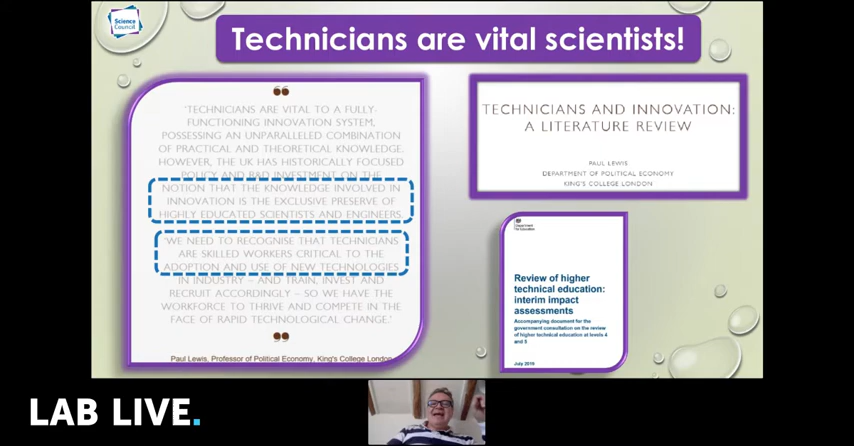 Science
Council
Technicians are vital scientists!
“
“TECHNICIANS ARE VITAL TO A FULLY-
FUNCTIONING INNOVATION SYSTEM,
POSSESSING AN UNPARALLELED COMBINATION
OF PRACTICAL AND THEORETICAL KNOWLEDGE.
HOWEVER, THE UK HAS HISTORICALLY FOCUSED
POLICY AND R&D INVESTMENT ON THE
NOTION THAT THE KNOWLEDGE INVOLVED IN
INNOVATION IS THE EXCLUSIVE PRESERVE OF
HIGHLY EDUCATED SCIENTISTS AND ENGINEERS.
“WE NEED TO RECOGNISE THAT TECHNICIANS
ARE SKILLED WORKERS CRITICAL TO THE
ADOPTION AND USE OF NEW TECHNOLOGIES
IN INDUSTRY – AND TRAIN, INVEST AND
RECRUIT ACCORDINGLY – SO WE HAVE THE
WORKFORCE TO THRIVE AND COMPETE IN THE
FACE OF RAPID TECHNOLOGICAL CHANGE.”
”
Paul Lewis, Professor of Political Economy, King's College London
TECHNICIANS AND INNOVATION:
A LITERATURE REVIEW
PAUL LEWIS
DEPARTMENT OF POLITICAL ECONOMY
KING'S COLLEGE LONDON
Department
for Education
Review of higher
technical education:
interim impact
assessments
Accompanying document for the
government consultation on the review
of higher technical education at levels 4
and 5
July 2019
LAB LIVE.